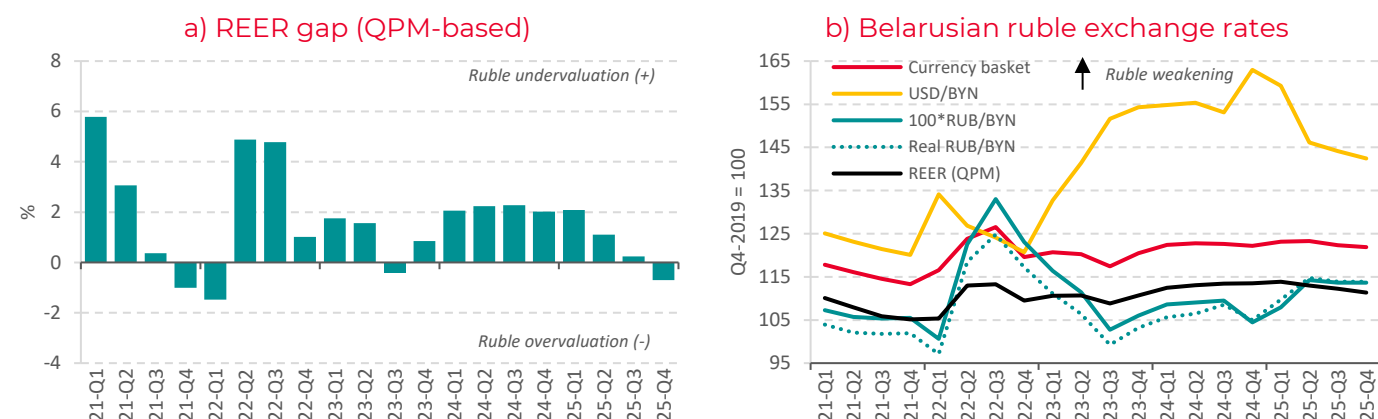 a) REER gap (QPM-based)
8
6
4
2
0
-2
-4
%
Ruble undervaluation (+)
Ruble overvaluation (-)
21-Q1
21-Q2
21-Q3
21-Q4
22-Q1
22-Q2
22-Q3
22-Q4
23-Q1
23-Q2
23-Q3
23-Q4
24-Q1
24-Q2
24-Q3
24-Q4
25-Q1
25-Q2
25-Q3
25-Q4
b) Belarusian ruble exchange rates
165
155
145
135
125
115
105
95
Q4-2019 = 100
Currency basket
USD/BYN
100*RUB/BYN
Real RUB/BYN
REER (QPM)
Ruble weakening
21-Q1
21-Q2
21-Q3
21-Q4
22-Q1
22-Q2
22-Q3
22-Q4
23-Q1
23-Q2
23-Q3
23-Q4
24-Q1
24-Q2
24-Q3
24-Q4
25-Q1
25-Q2
25-Q3
25-Q4